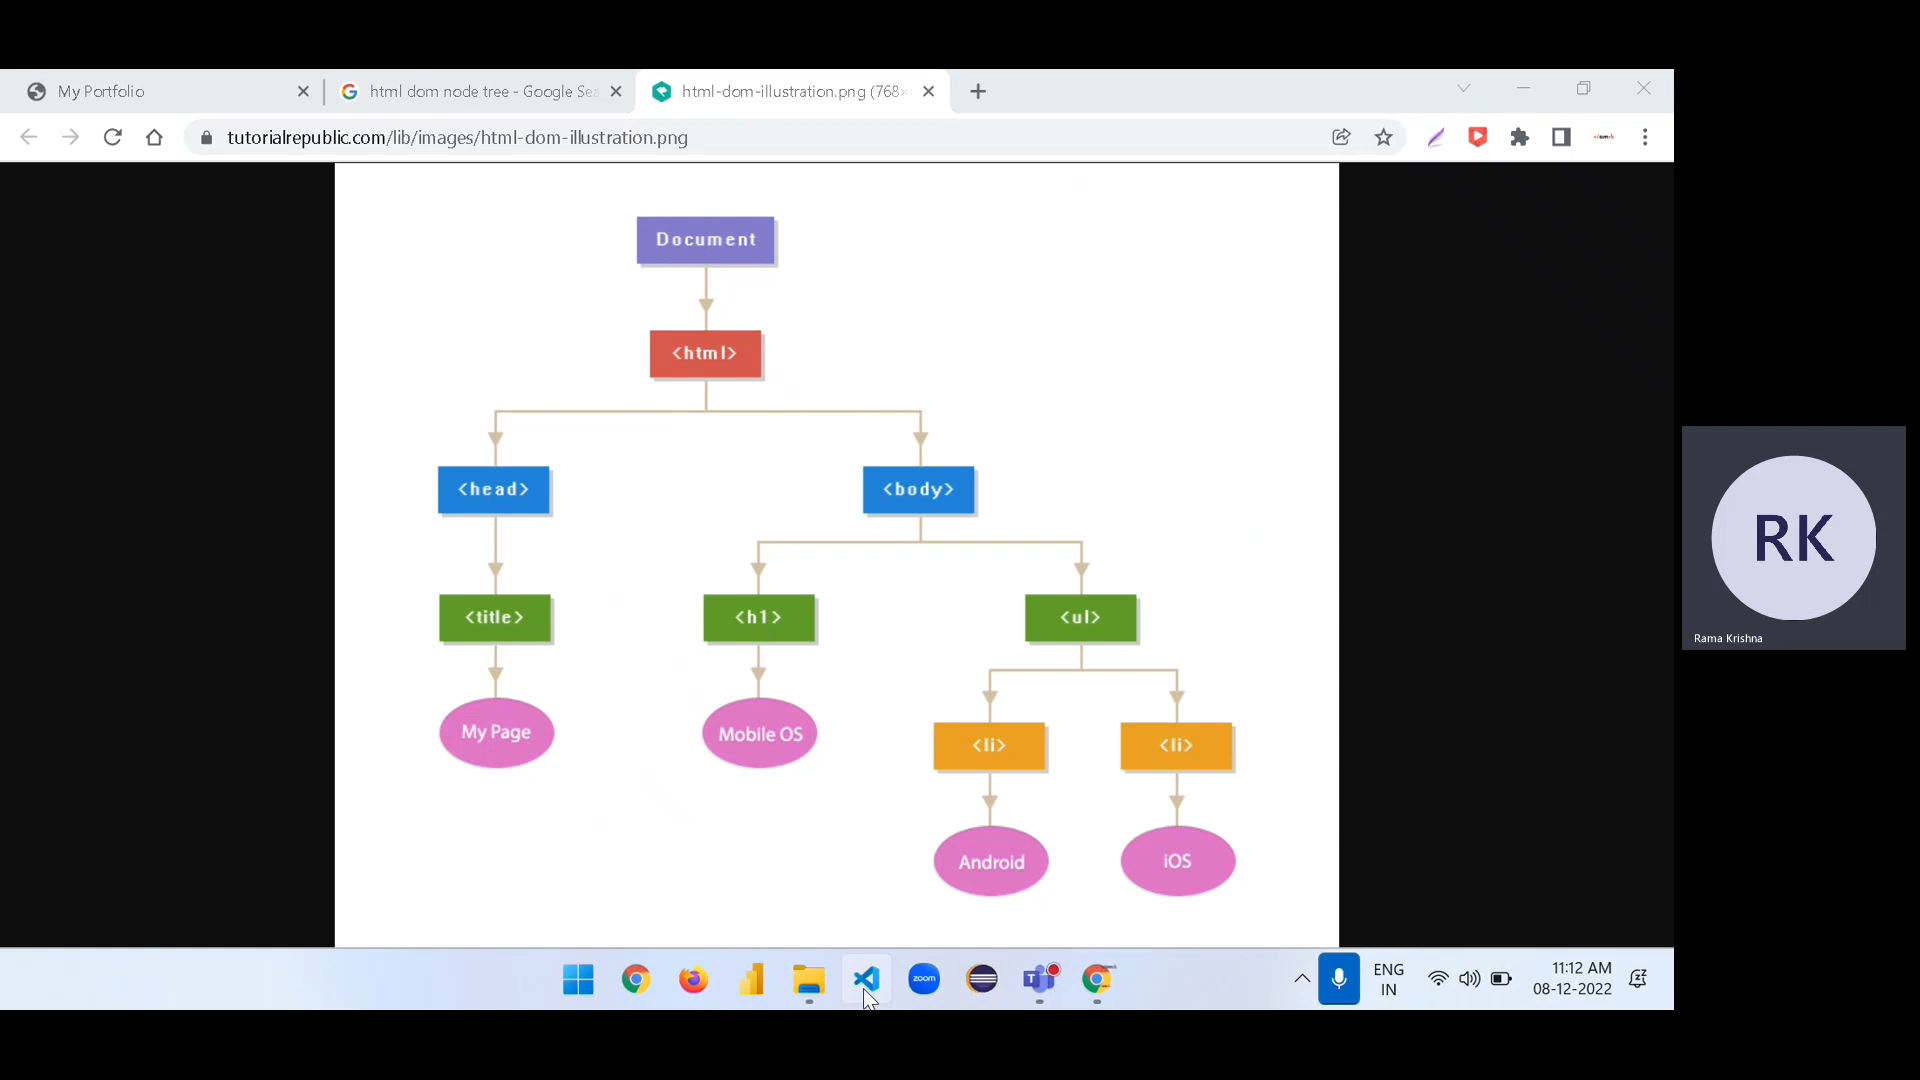 My Portfolio
html dom node tree - Google Sea
html-dom-illustration.png (768×
tutorialrepublic.com/lib/images/html-dom-illustration.png
Document
<html>
<head>
<body>
<title>
<h1>
<ul>
My Page
Mobile OS
<li>
<li>
Android
iOS
RK
Rama Krishna
zoom
T
ENG
IN
11:12 AM
08-12-2022